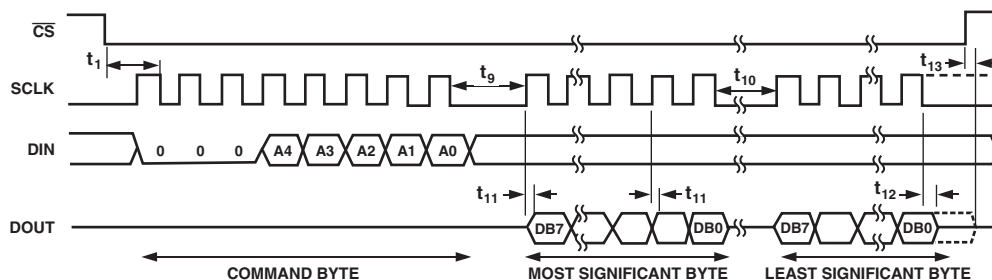 CS
t1
t9
t10
t13
SCLK
DIN
0 0 0 A4 A3 A2 A1 A0
t11
t11
t12
DOUT
DB7
DB0
DB7
DB0
COMMAND BYTE
MOST SIGNIFICANT BYTE
LEAST SIGNIFICANT BYTE